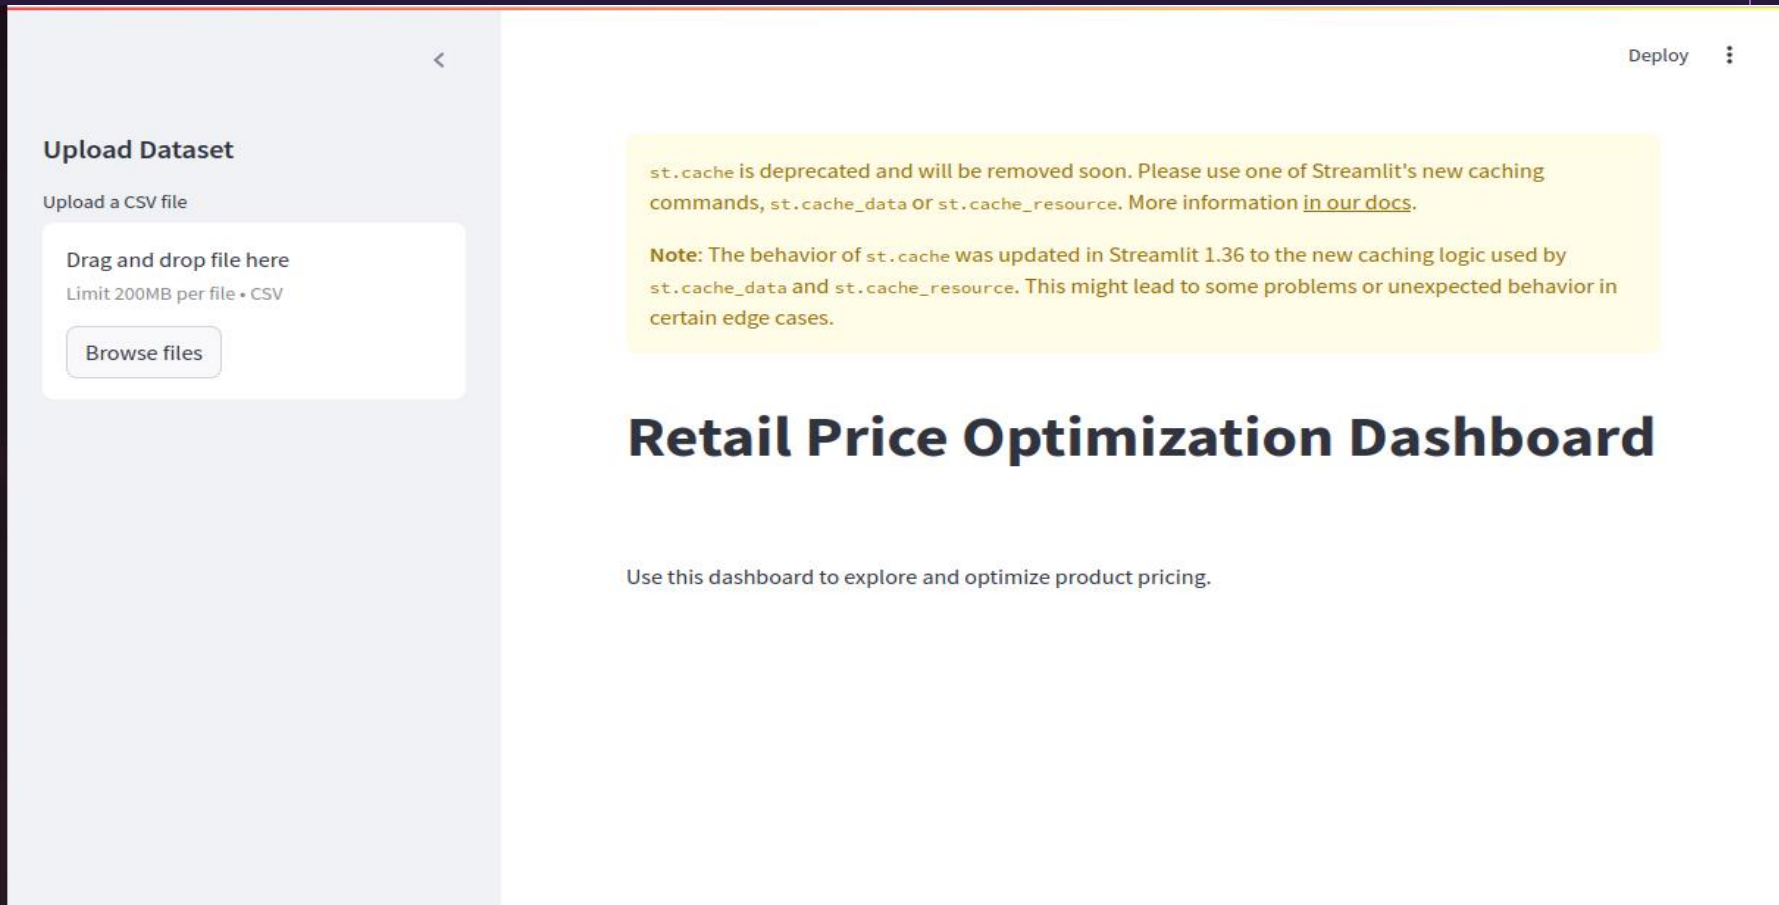 Deploy
Upload Dataset
Upload a CSV file
Drag and drop file here
Limit 200MB per file • CSV
Browse files
st.cache is deprecated and will be removed soon. Please use one of Streamlit's new caching
commands, st.cache_data or st.cache_resource. More information in our docs.
Note: The behavior of st.cache was updated in Streamlit 1.36 to the new caching logic used by
st.cache_data and st.cache_resource. This might lead to some problems or unexpected behavior in
certain edge cases.
Retail Price Optimization Dashboard
Use this dashboard to explore and optimize product pricing.